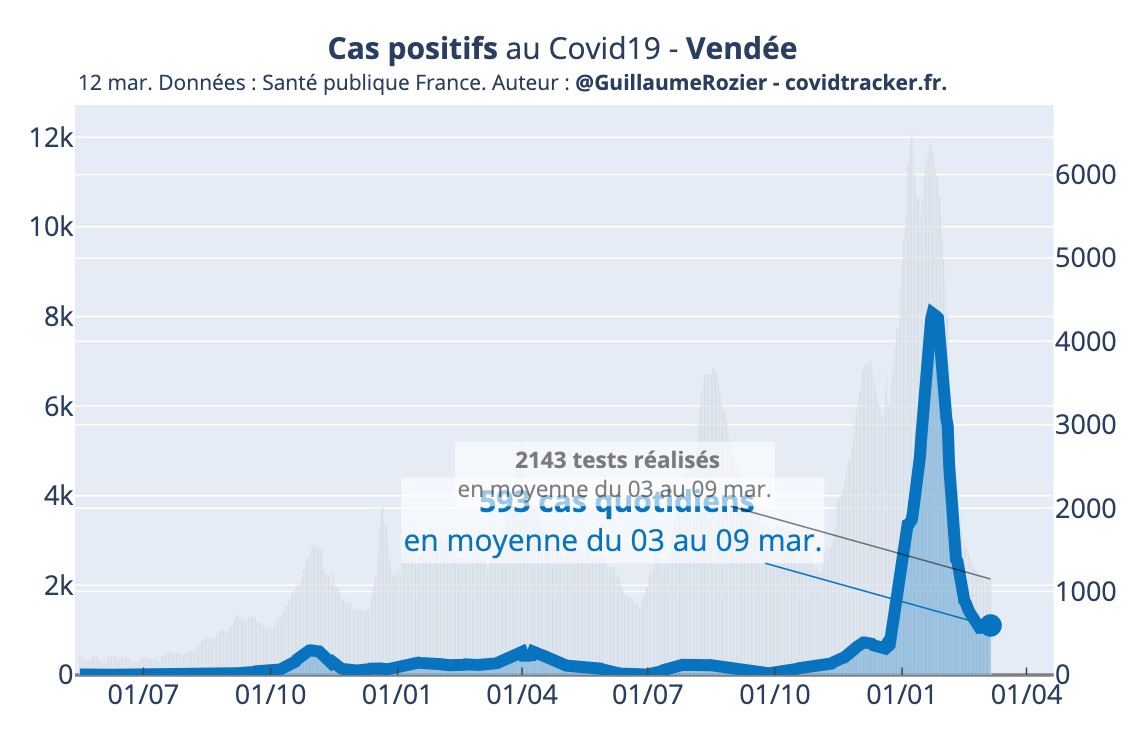 Cas positifs au Covid19 - Vendée
12 mar. Données : Santé publique France. Auteur : @GuillaumeRozier - covidtracker.fr.
12k
10k
8k
6k
4k
2k
0
6000
5000
4000
3000
2000
1000
0
2143 tests réalisés
en moyenne du 03 au 09 mar.
593 cas quotidiens
en moyenne du 03 au 09 mar.
01/07 01/10 01/01 01/04 01/07 01/10 01/01 01/04